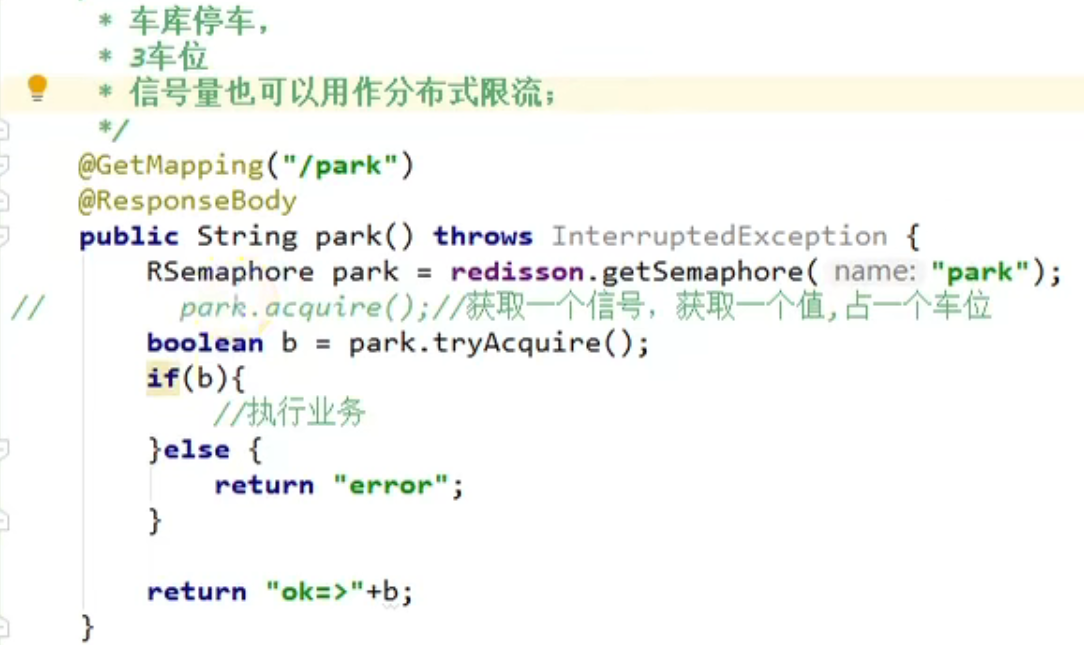 * 车库停车，
* 3车位
* 信号量也可以用作分布式限流；
*/
@GetMapping("/park")
@ResponseBody
public String park() throws InterruptedException {
RSemaphore park = redisson.getSemaphore( name: "park");
// park.acquire();//获取一个信号，获取一个值,占一个车位
boolean b = park.tryAcquire();
if(b){
//执行业务
}else {
return "error";
}
return "ok=>"+b;
}